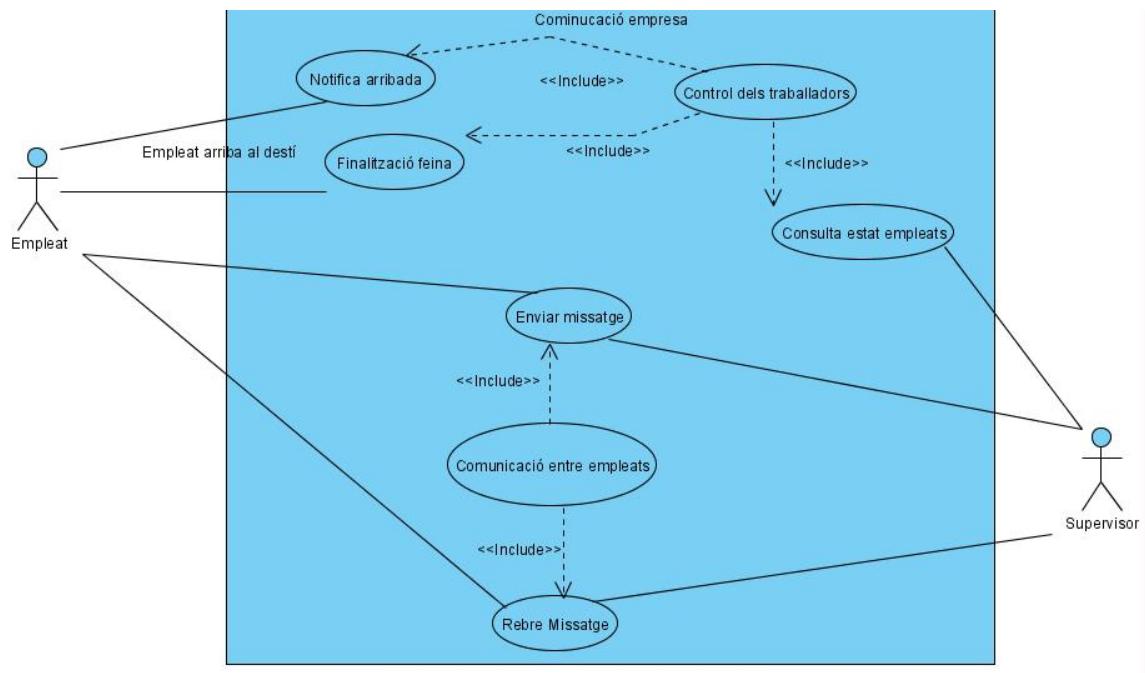 Cominucació empresa
Notifica arribada
<<Include>>
Control dels traballadors
Empleat arriba al destí
Finalització feina
<<Include>>
<<Include>>
Empleat
Consulta estat empleats
Enviar missatge
<<Include>>
Comunicació entre empleats
Supervisor
<<Include>>
Rebre Missatge